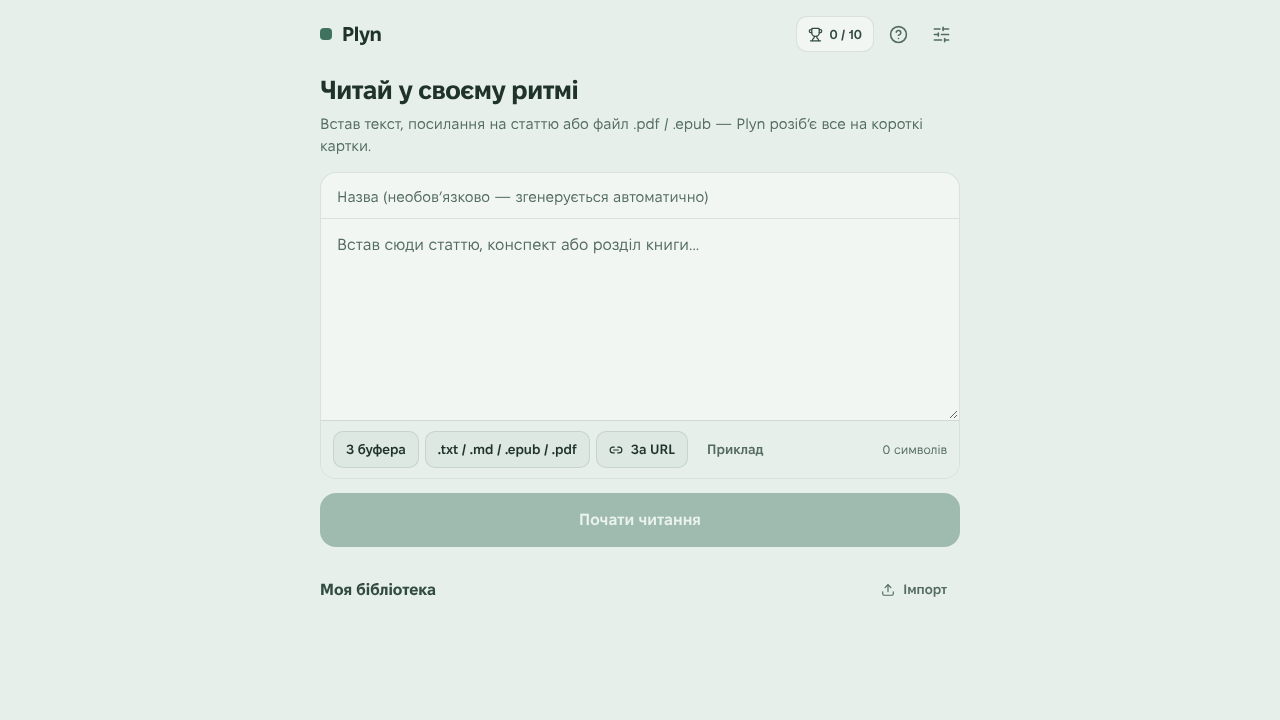 Plyn
0 / 10
Читай у своєму ритмі
Встав текст, посилання на статтю або файл .pdf / .epub — Plyn розіб’є все на короткі
картки.
Назва (необов’язково — згенерується автоматично)
Встав сюди статтю, конспект або розділ книги…
З буфера
.txt / .md / .epub / .pdf
За URL
Приклад
0 символів
Почати читання
Моя бібліотека
Імпорт